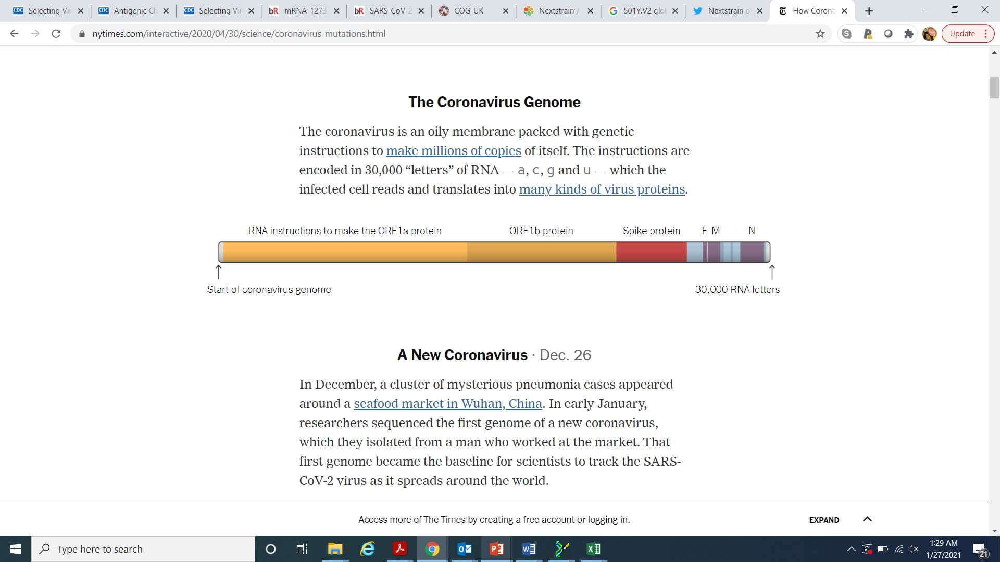 Selecting Vir
Antigenic Ch
Selecting Vir
mRNA-1273
SARS-CoV-2
COG-UK
Nextstrain /
501Y.V2 glo
Nextstrain o
How Corona
nytimes.com/interactive/2020/04/30/science/coronavirus-mutations.html
Update
The Coronavirus Genome
The coronavirus is an oily membrane packed with genetic
instructions to make millions of copies of itself. The instructions are
encoded in 30,000 “letters” of RNA — a, c, g and u — which the
infected cell reads and translates into many kinds of virus proteins.
RNA instructions to make the ORF1a protein
ORF1b protein
Spike protein
E M
N
Start of coronavirus genome
30,000 RNA letters
A New Coronavirus · Dec. 26
In December, a cluster of mysterious pneumonia cases appeared
around a seafood market in Wuhan, China. In early January,
researchers sequenced the first genome of a new coronavirus,
which they isolated from a man who worked at the market. That
first genome became the baseline for scientists to track the SARS-
CoV-2 virus as it spreads around the world.
Access more of The Times by creating a free account or logging in.
EXPAND
Type here to search
1:29 AM
1/27/2021
21